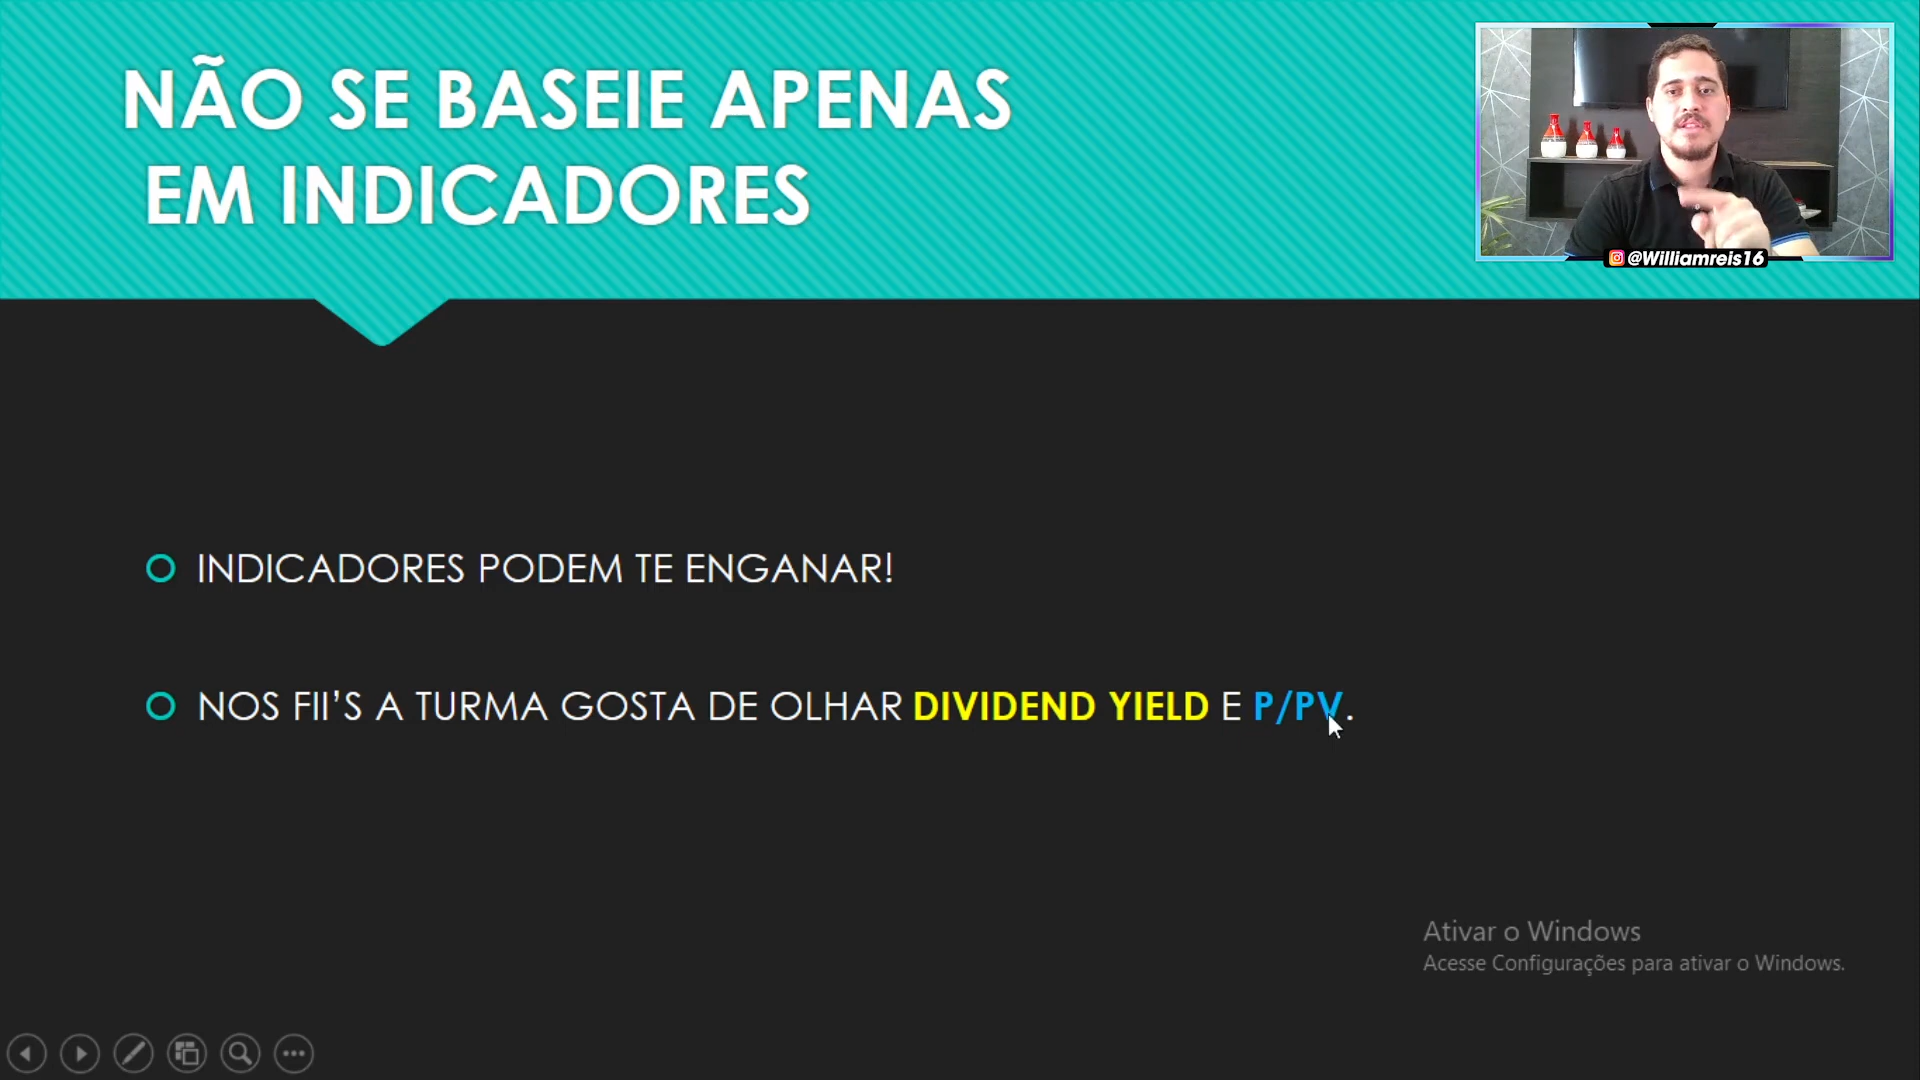 NÃO SE BASEIE APENAS
EM INDICADORES
@Williamreis16
INDICADORES PODEM TE ENGANAR!
NOS FII'S A TURMA GOSTA DE OLHAR DIVIDEND YIELD E P/PV.
Ativar o Windows
Acesse Configurações para ativar o Windows.